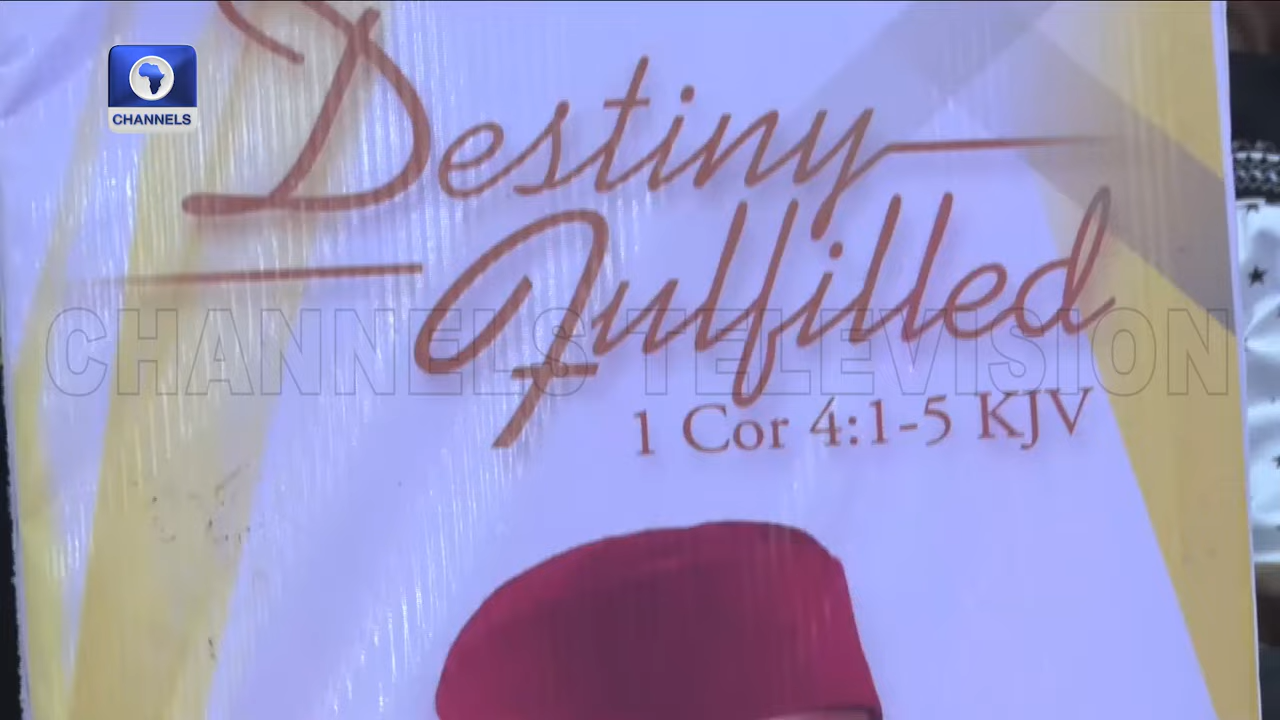 CHANNELS
Destiny
Fulfilled
CHANNELS TELEVISION
1 Cor 4:1-5 KJV